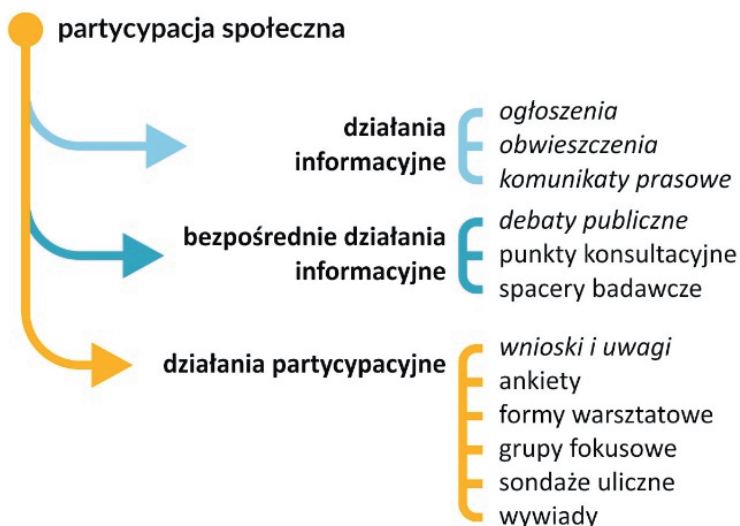 partycypacja społeczna
działania
informacyjne
ogłoszenia
obwieszczenia
komunikaty prasowe
bezpośrednie działania
informacyjne
debaty publiczne
punkty konsultacyjne
spacery badawcze
działania partycypacyjne
wnioski i uwagi
ankiety
formy warsztatowe
grupy fokusowe
sondaże uliczne
wywiady